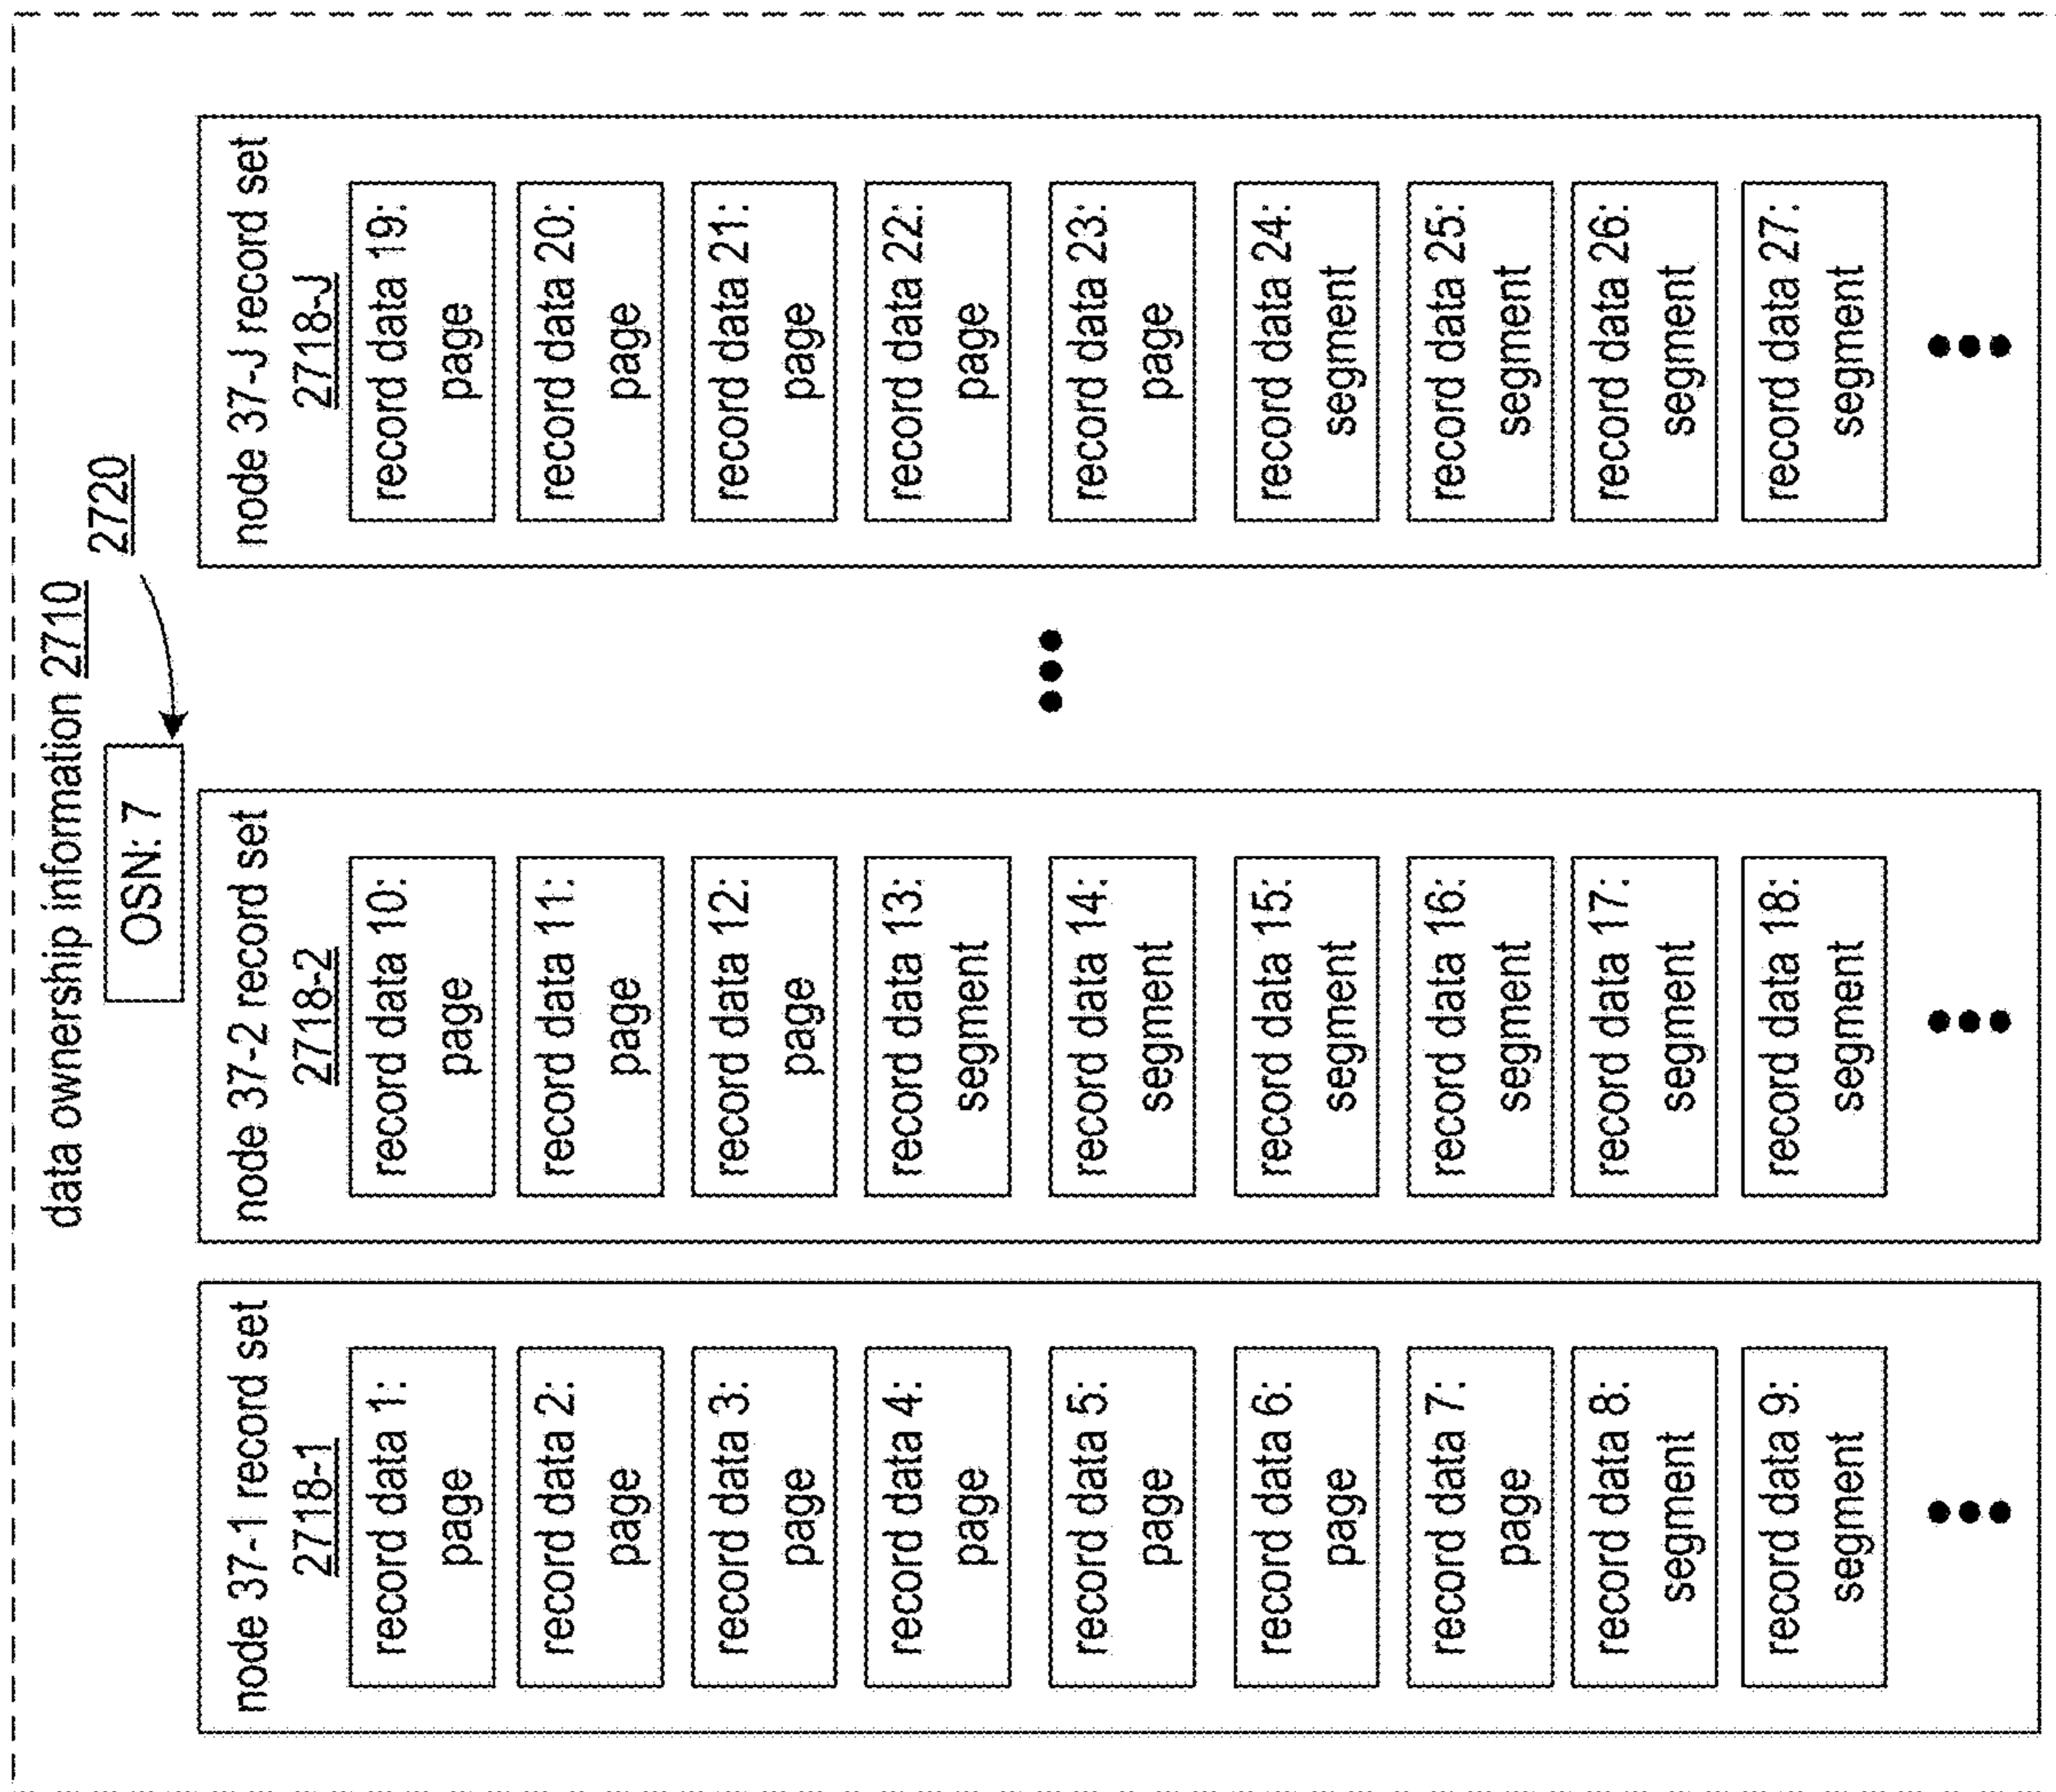 data ownership information 2710
2720
OSN: 7
node 37-1 record set
2718-1
record data 1:
page
record data 2:
page
record data 3:
page
record data 4:
page
record data 5:
page
record data 6:
page
record data 7:
page
record data 8:
segment
record data 9:
segment
node 37-2 record set
2718-2
record data 10:
page
record data 11:
page
record data 12:
page
record data 13:
segment
record data 14:
segment
record data 15:
segment
record data 16:
segment
record data 17:
segment
record data 18:
segment
node 37-J record set
2718-J
record data 19:
page
record data 20:
page
record data 21:
page
record data 22:
page
record data 23:
page
record data 24:
segment
record data 25:
segment
record data 26:
segment
record data 27:
segment